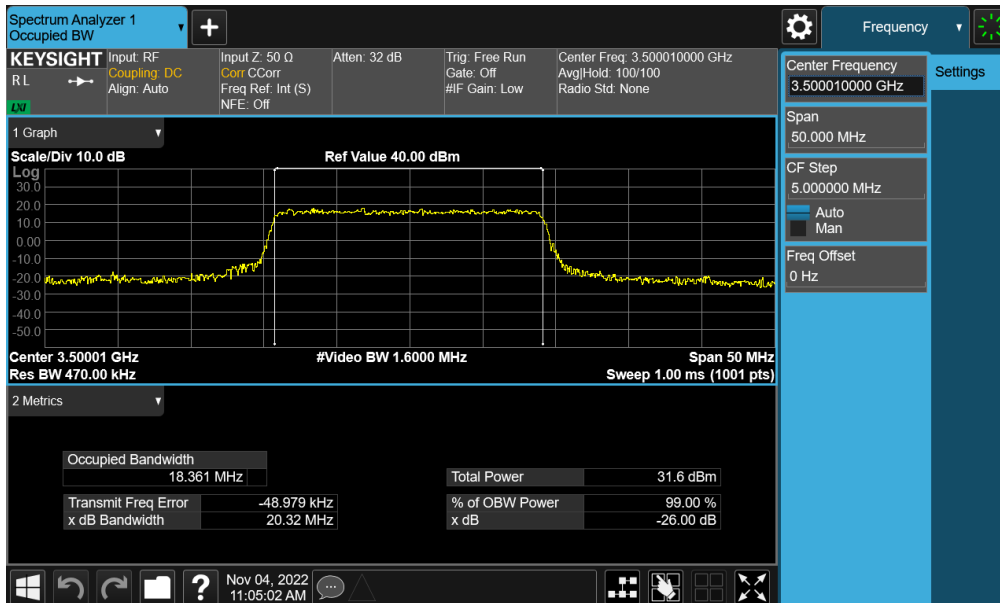 Spectrum Analyzer 1
Occupied BW
+
Frequency
KEYSIGHT
R L
LXI
Input: RF
Coupling: DC
Align: Auto
Input Z: 50 Ω
Corr CCorr
Freq Ref: Int (S)
NFE: Off
Atten: 32 dB
Trig: Free Run
Gate: Off
#IF Gain: Low
Center Freq: 3.500010000 GHz
Avg|Hold: 100/100
Radio Std: None
Center Frequency
3.500010000 GHz
Settings
Span
50.000 MHz
CF Step
5.000000 MHz
Auto
Man
Freq Offset
0 Hz
1 Graph
Scale/Div 10.0 dB
Ref Value 40.00 dBm
Log
30.0
20.0
10.0
0.00
-10.0
-20.0
-30.0
-40.0
-50.0
Center 3.50001 GHz
#Video BW 1.6000 MHz
Span 50 MHz
Res BW 470.00 kHz
Sweep 1.00 ms (1001 pts)
2 Metrics
Occupied Bandwidth
18.361 MHz
Total Power 31.6 dBm
Transmit Freq Error -48.979 kHz
% of OBW Power 99.00 %
x dB Bandwidth 20.32 MHz
x dB -26.00 dB
?
Nov 04, 2022
11:05:02 AM